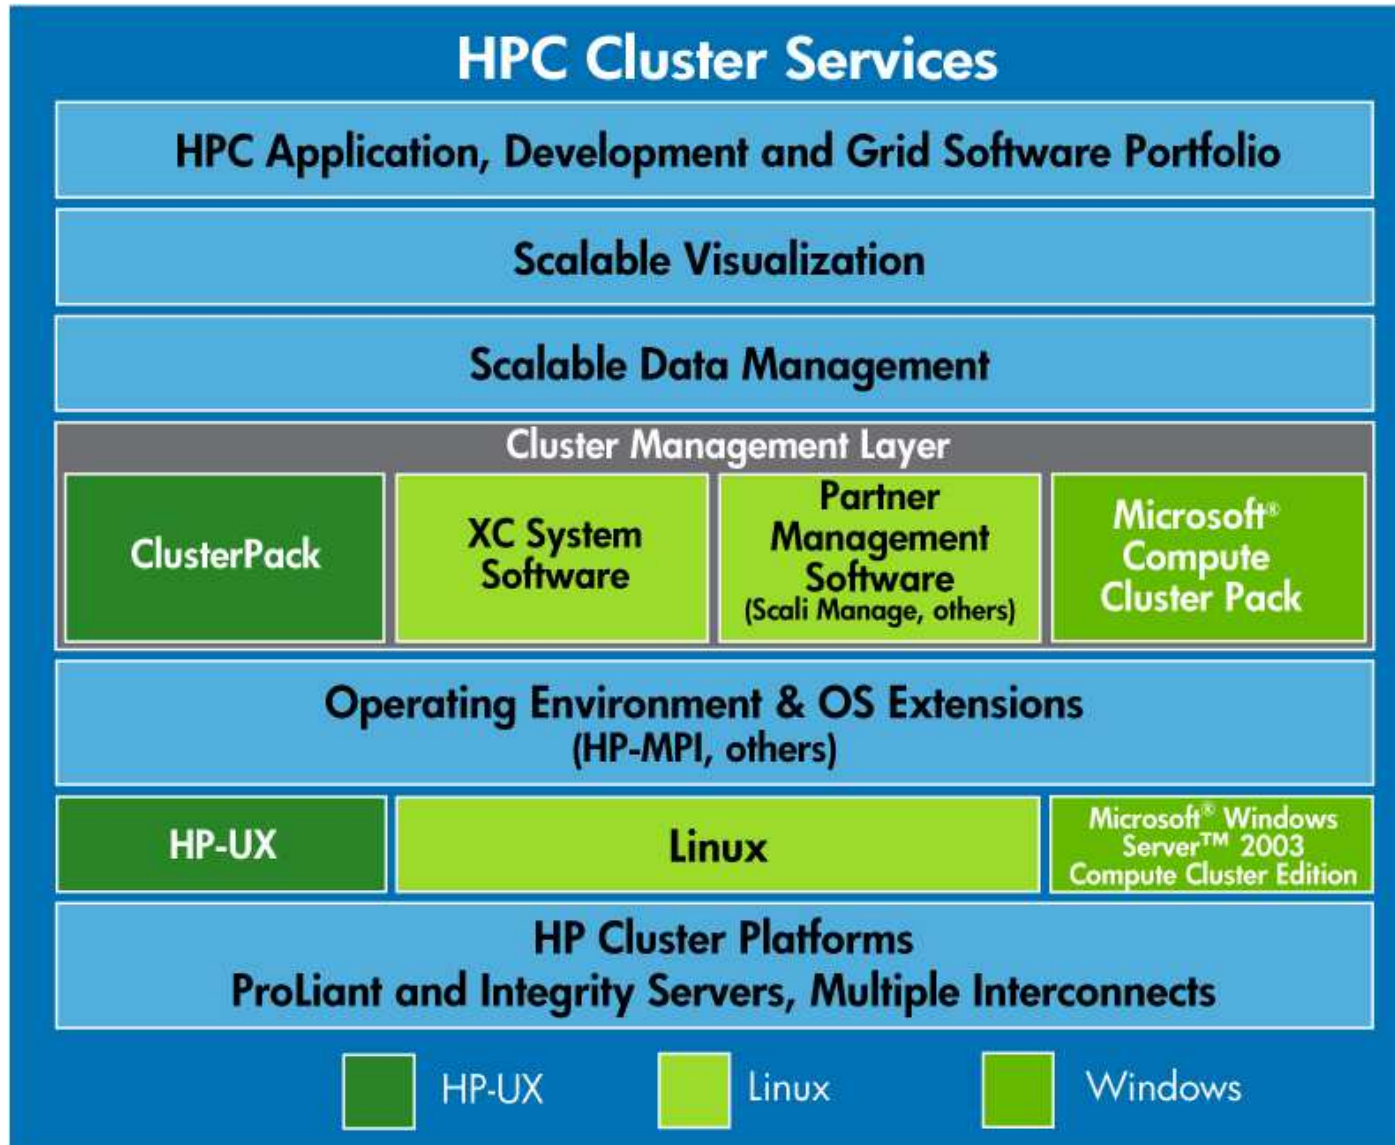 HPC Cluster Services
HPC Application, Development and Grid Software Portfolio
Scalable Visualization
Scalable Data Management
Cluster Management Layer
ClusterPack
XC System
Software
Partner
Management
Software
(Scali Manage, others)
Microsoft®
Compute
Cluster Pack
Operating Environment & OS Extensions
(HP-MPI, others)
HP-UX
Linux
Microsoft® Windows
Server™ 2003
Compute Cluster Edition
HP Cluster Platforms
ProLiant and Integrity Servers, Multiple Interconnects
HP-UX
Linux
Windows